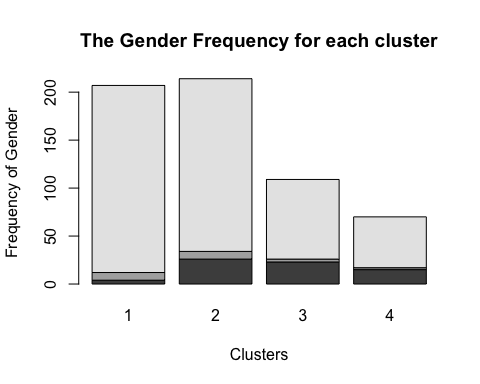 The Gender Frequency for each cluster
Frequency of Gender
200
150
100
50
0
1 2 3 4
Clusters